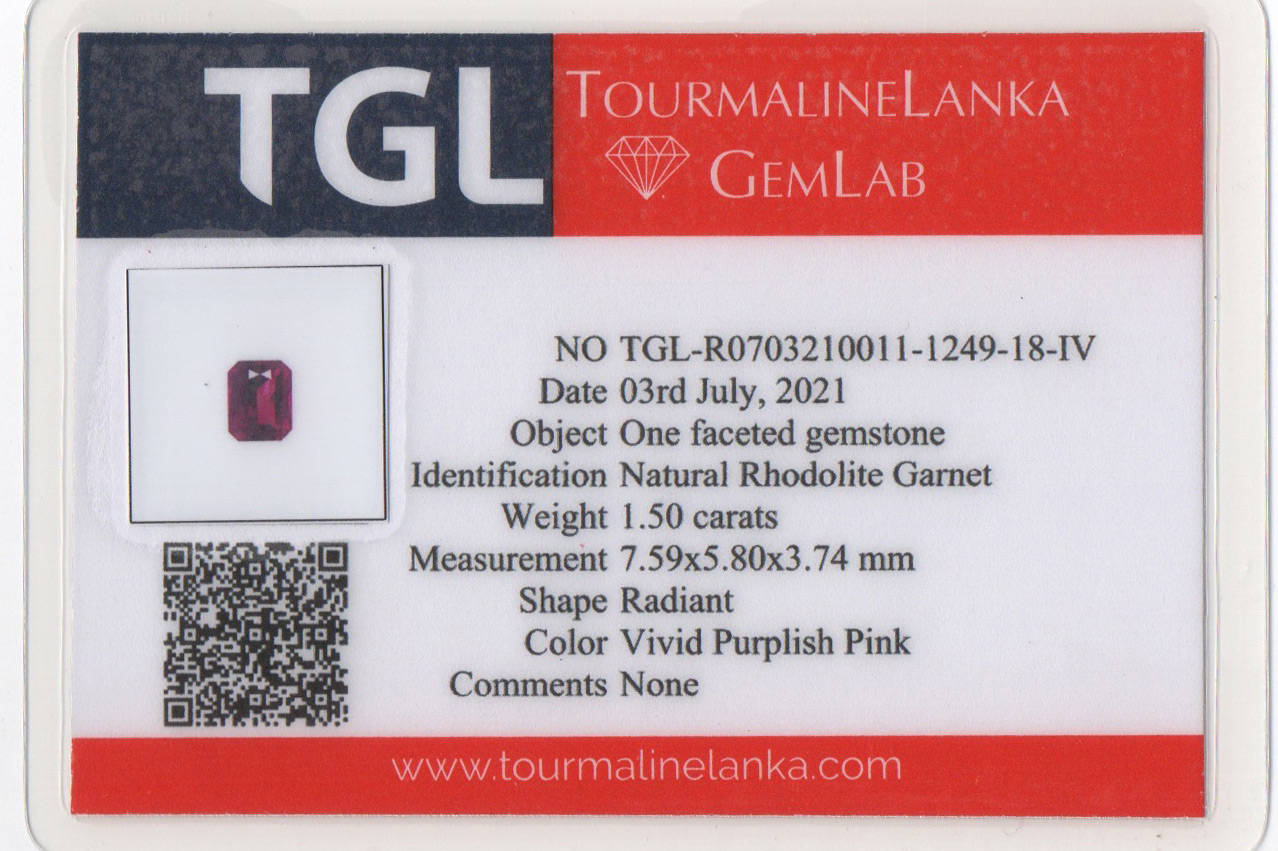 TGL
TOURMALINELANKA
GEMLAB
NO TGL-R0703210011-1249-18-IV
Date 03rd July, 2021
Object One faceted gemstone
Identification Natural Rhodolite Garnet
Weight 1.50 carats
Measurement 7.59x5.80x3.74 mm
Shape Radiant
Color Vivid Purplish Pink
Comments None
www.tourmalinelanka.com